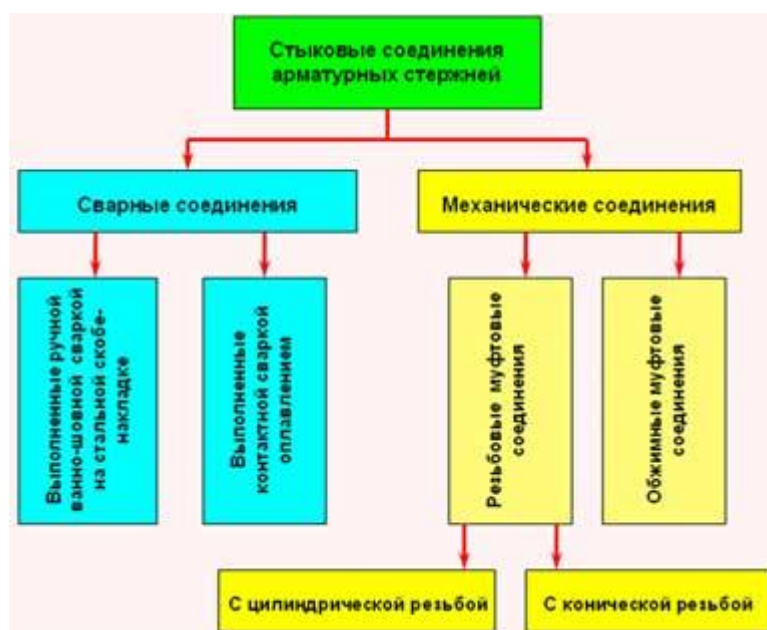 Стыковые соединения
арматурных стержней
Сварные соединения
Механические соединения
Выполненные ручной
ванно-шовной сваркой
на стальной скобе-
накладке
Выполненные
контактной сваркой
оплавлением
Резьбовые муфтовые
соединения
Обжимные муфтовые
соединения
С цилиндрической резьбой
С конической резьбой